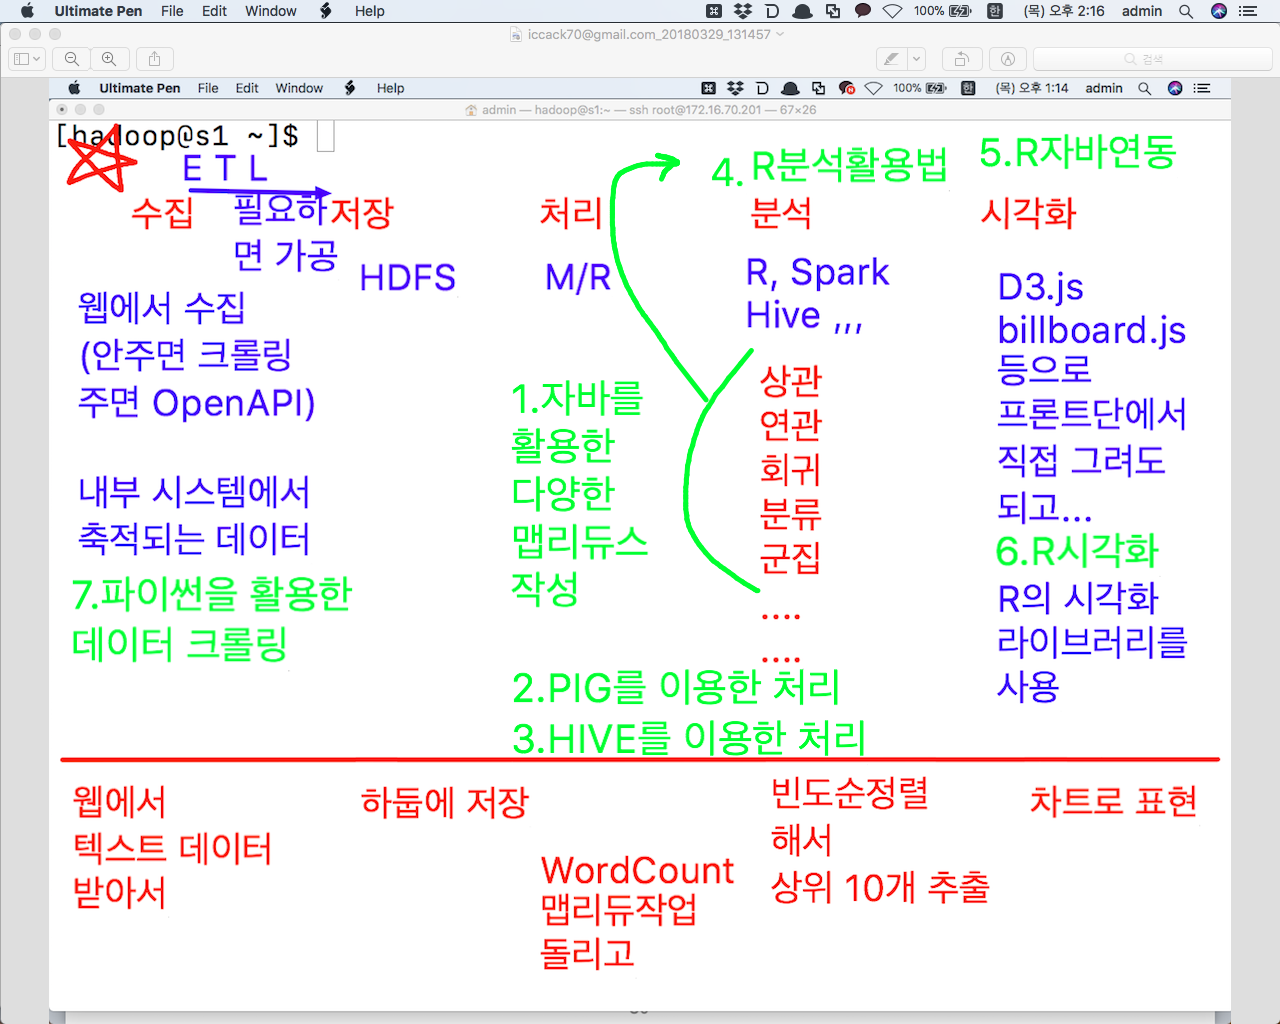 Ultimate Pen File Edit Window Help 100% 한 (목) 오후 2:16 admin
iccack70@gmail.com_20180329_131457
검색
Ultimate Pen File Edit Window Help 100% 한 (목) 오후 1:14 admin
admin — hadoop@s1:~ — ssh root@172.16.70.201 — 67×26
[hadoop@s1 ~]$
E T L
4. R분석활용법
5.R자바연동
수집
필요하
면 가공
저장
처리
분석
시각화
HDFS
M/R
R, Spark
Hive ,,,
D3.js
billboard.js
등으로
프론트단에서
직접 그려도
되고...
웹에서 수집
(안주면 크롤링
주면 OpenAPI)
내부 시스템에서
축적되는 데이터
7.파이썬을 활용한
데이터 크롤링
1.자바를
활용한
다양한
맵리듀스
작성
상관
연관
회귀
분류
군집
....
....
6.R시각화
R의 시각화
라이브러리를
사용
2.PIG를 이용한 처리
3.HIVE를 이용한 처리
웹에서
텍스트 데이터
받아서
하둡에 저장
WordCount
맵리듀작업
돌리고
빈도순정렬
해서
상위 10개 추출
차트로 표현